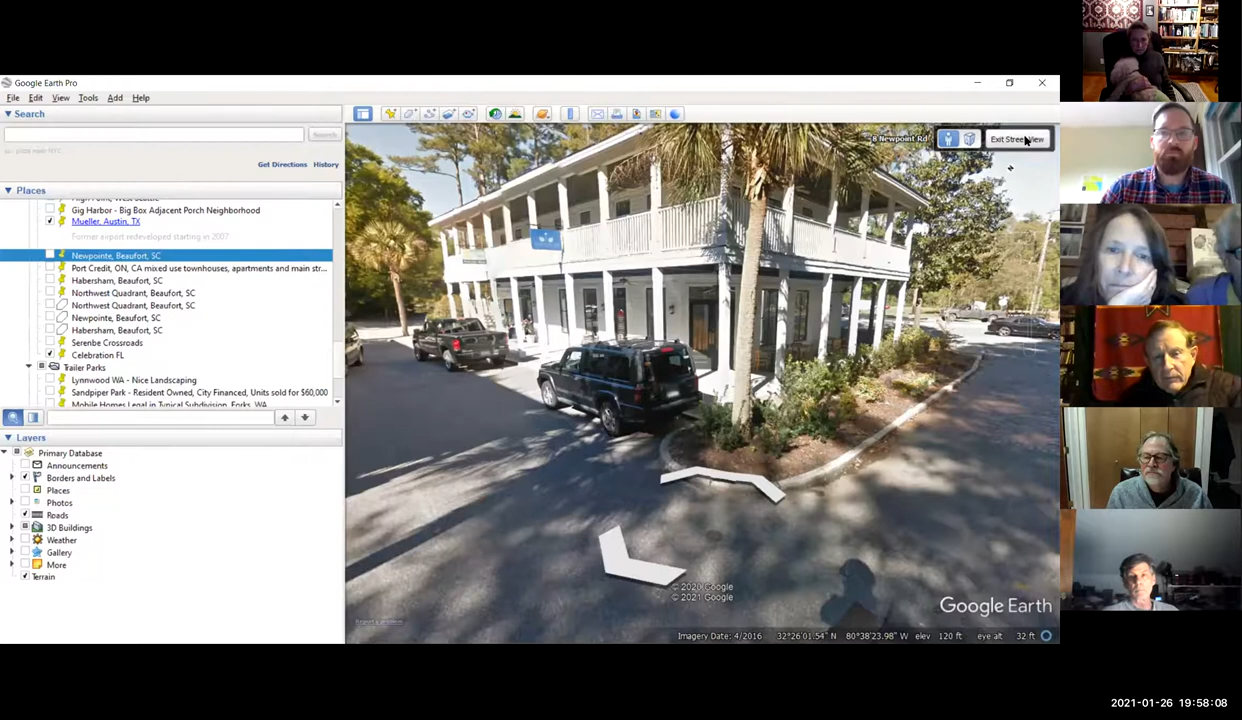 Google Earth Pro
File Edit View Tools Add Help
Search
Search
Get Directions History
Places
Gig Harbor - Big Box Adjacent Porch Neighborhood
Mueller, Austin, TX
Former airport redeveloped starting in 2007
Newpointe, Beaufort, SC
Port Credit, ON, CA mixed use townhouses, apartments and main str...
Habersham, Beaufort, SC
Northwest Quadrant, Beaufort, SC
Northwest Quadrant, Beaufort, SC
Newpointe, Beaufort, SC
Habersham, Beaufort, SC
Serenbe Crossroads
Celebration FL
Trailer Parks
Lynnwood WA - Nice Landscaping
Sandpiper Park - Resident Owned, City Financed, Units sold for $60,000
Mobile Homes Legal in Typical Subdivision, Forks, WA
Layers
Primary Database
Announcements
Borders and Labels
Places
Photos
Roads
3D Buildings
Weather
Gallery
More
Terrain
8 Newpoint Rd
Exit Street View
© 2020 Google
© 2021 Google
Google Earth
Report a problem
Imagery Date: 4/2016 32°26'01.54" N 80°38'23.98" W elev 120 ft eye alt 32 ft
2021-01-26 19:58:08